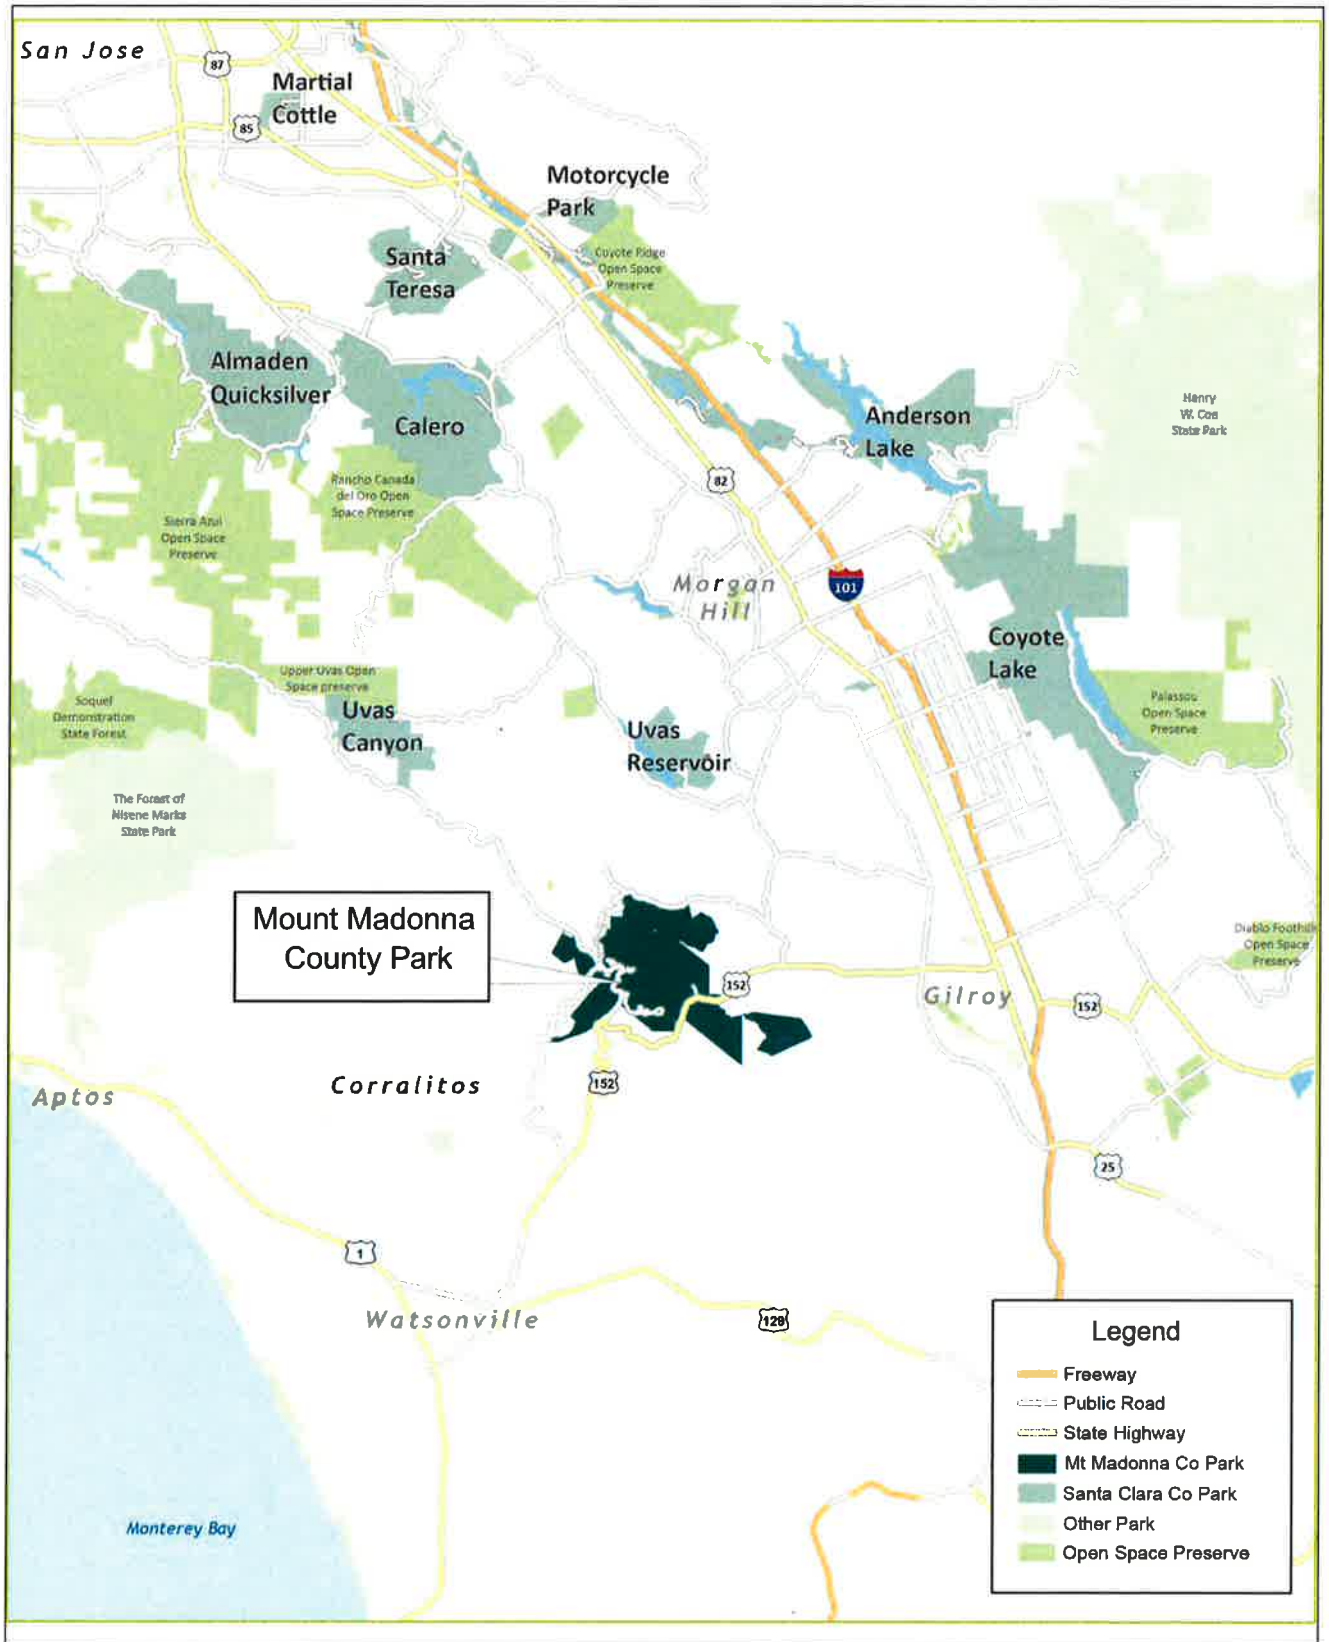 San Jose
87
Martial
Cottle
85
Motorcycle
Park
Santa
Teresa
Coyote Ridge
Open Space
Preserve
Almaden
Quicksilver
Calero
Anderson
Lake
Henry
W. Coe
State Park
82
Rancho Canada
del Oro Open
Space Preserve
Sierra Azul
Open Space
Preserve
Morgan
Hill
101
Coyote
Lake
Upper Uvas Open
Space preserve
Soquel
Demonstration
State Forest
Uvas
Canyon
Uvas
Reservoir
Palassou
Open Space
Preserve
The Forest of
Nisene Marks
State Park
Mount Madonna
County Park
Diablo Foothill
Open Space
Preserve
152
Gilroy
152
Corralitos
152
Aptos
25
1
Watsonville
129
Monterey Bay
Legend
Freeway
Public Road
State Highway
Mt Madonna Co Park
Santa Clara Co Park
Other Park
Open Space Preserve